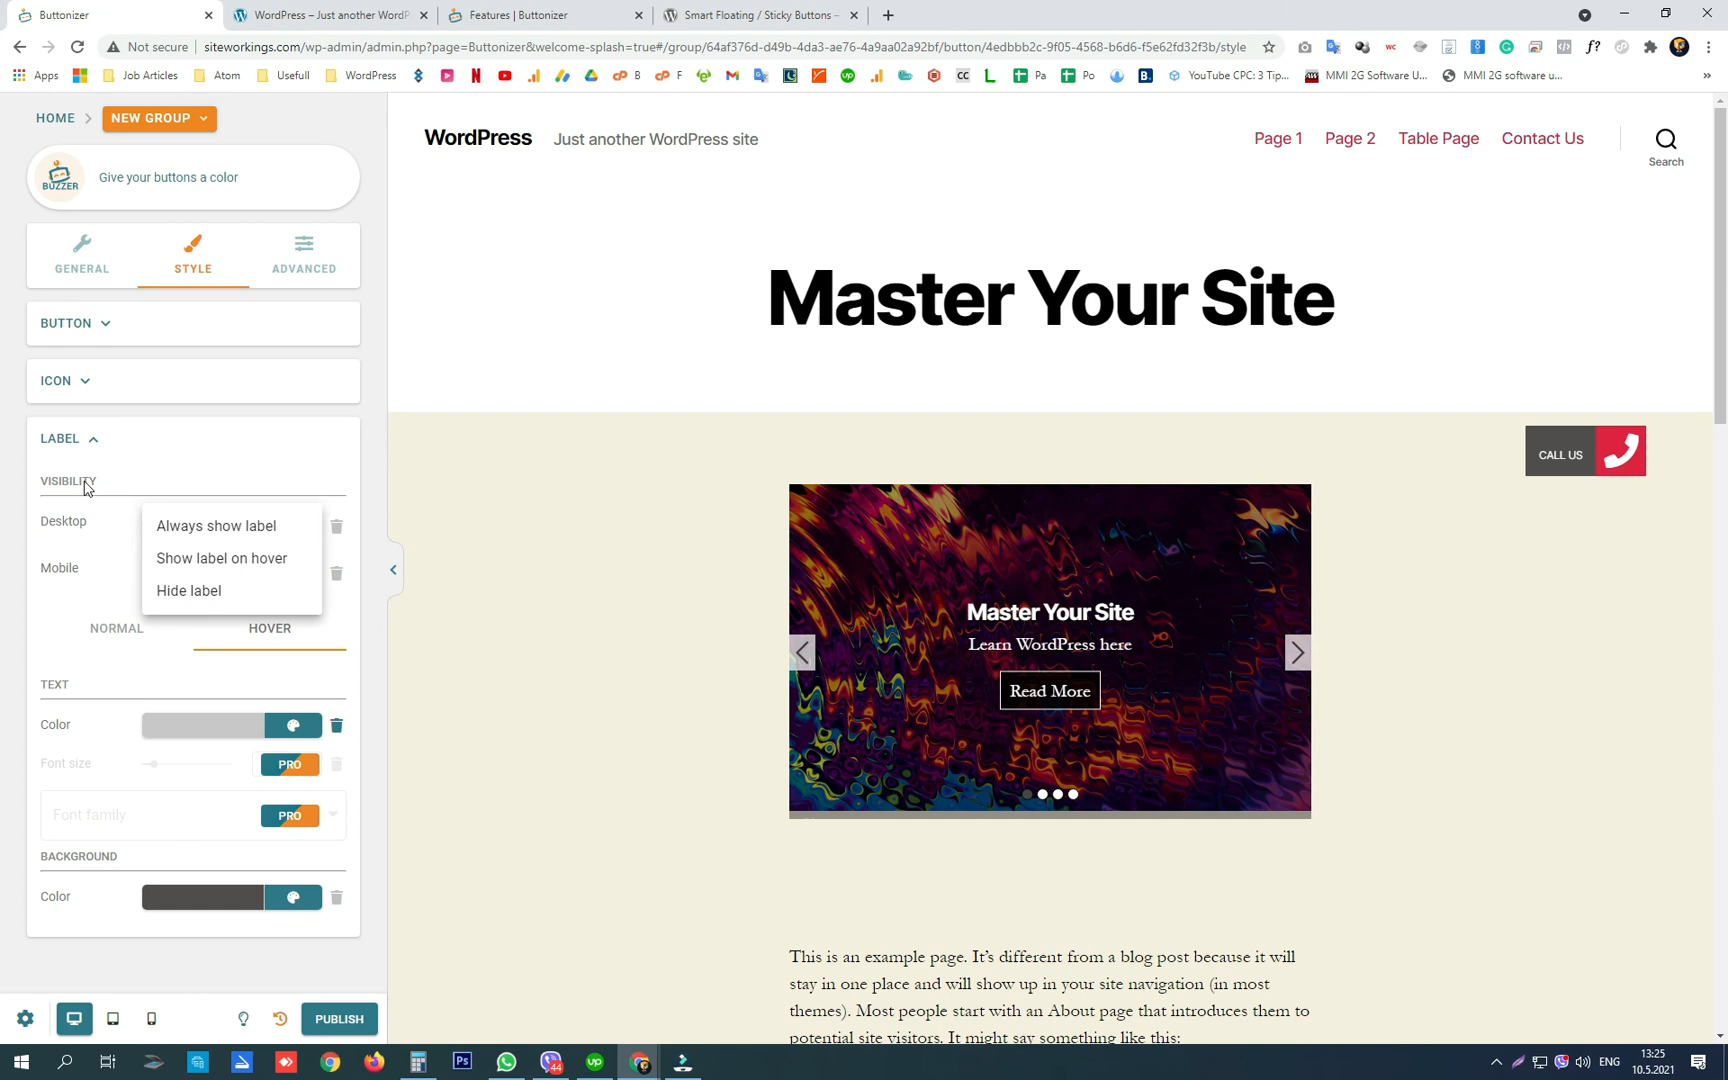 Buttonizer
WordPress – Just another WordP
Features | Buttonizer
Smart Floating / Sticky Buttons –
Not secure
siteworkings.com/wp-admin/admin.php?page=Buttonizer&welcome-splash=true#/group/64af376d-d49b-4da3-ae76-4a9aa02a92bf/button/4edbbb2c-9f05-4568-b6d6-f5e62fd32f3b/style
Apps
Job Articles
Atom
Usefull
WordPress
B
F
CC
Pa
Po
YouTube CPC: 3 Tip...
MMI 2G Software U...
MMI 2G software u...
HOME
NEW GROUP
BUZZER
Give your buttons a color
GENERAL
STYLE
ADVANCED
BUTTON
ICON
LABEL
VISIBILITY
Desktop
Mobile
Always show label
Show label on hover
Hide label
NORMAL
HOVER
TEXT
Color
Font size
PRO
Font family
PRO
BACKGROUND
Color
PUBLISH
WordPress
Just another WordPress site
Page 1
Page 2
Table Page
Contact Us
Search
Master Your Site
CALL US
Master Your Site
Learn WordPress here
Read More
This is an example page. It's different from a blog post because it will
stay in one place and will show up in your site navigation (in most
themes). Most people start with an About page that introduces them to
potential site visitors. It might say something like this:
Ps
44
up
ENG
13:25
10.5.2021